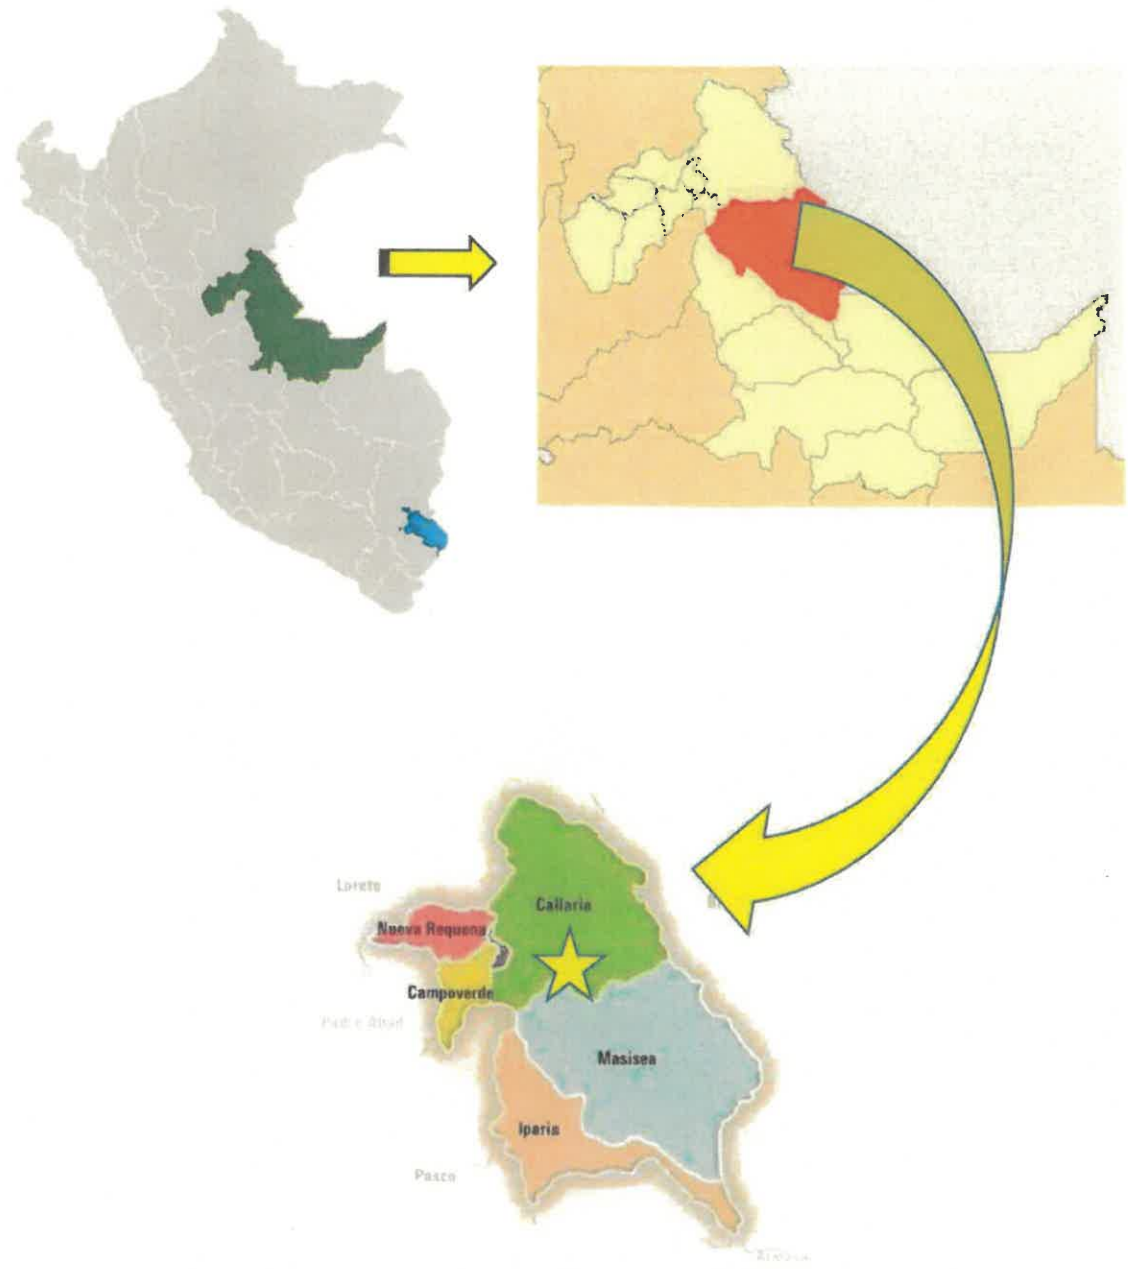 Loreto
Callaria
Nueva Requena
Campoverde
Padre Abad
Masisea
Iparia
Pasco